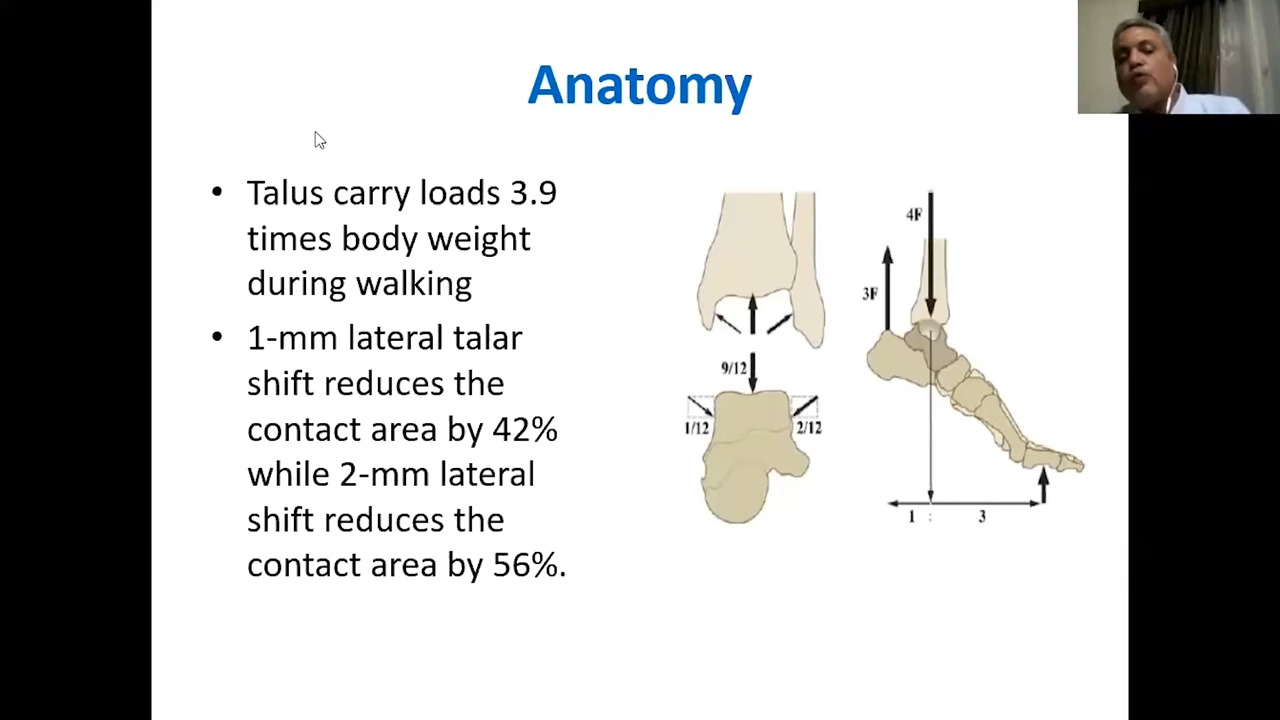 Anatomy
• Talus carry loads 3.9
times body weight
during walking
• 1-mm lateral talar
shift reduces the
contact area by 42%
while 2-mm lateral
shift reduces the
contact area by 56%.
9/12
1/12
2/12
4F
3F
1 : 3